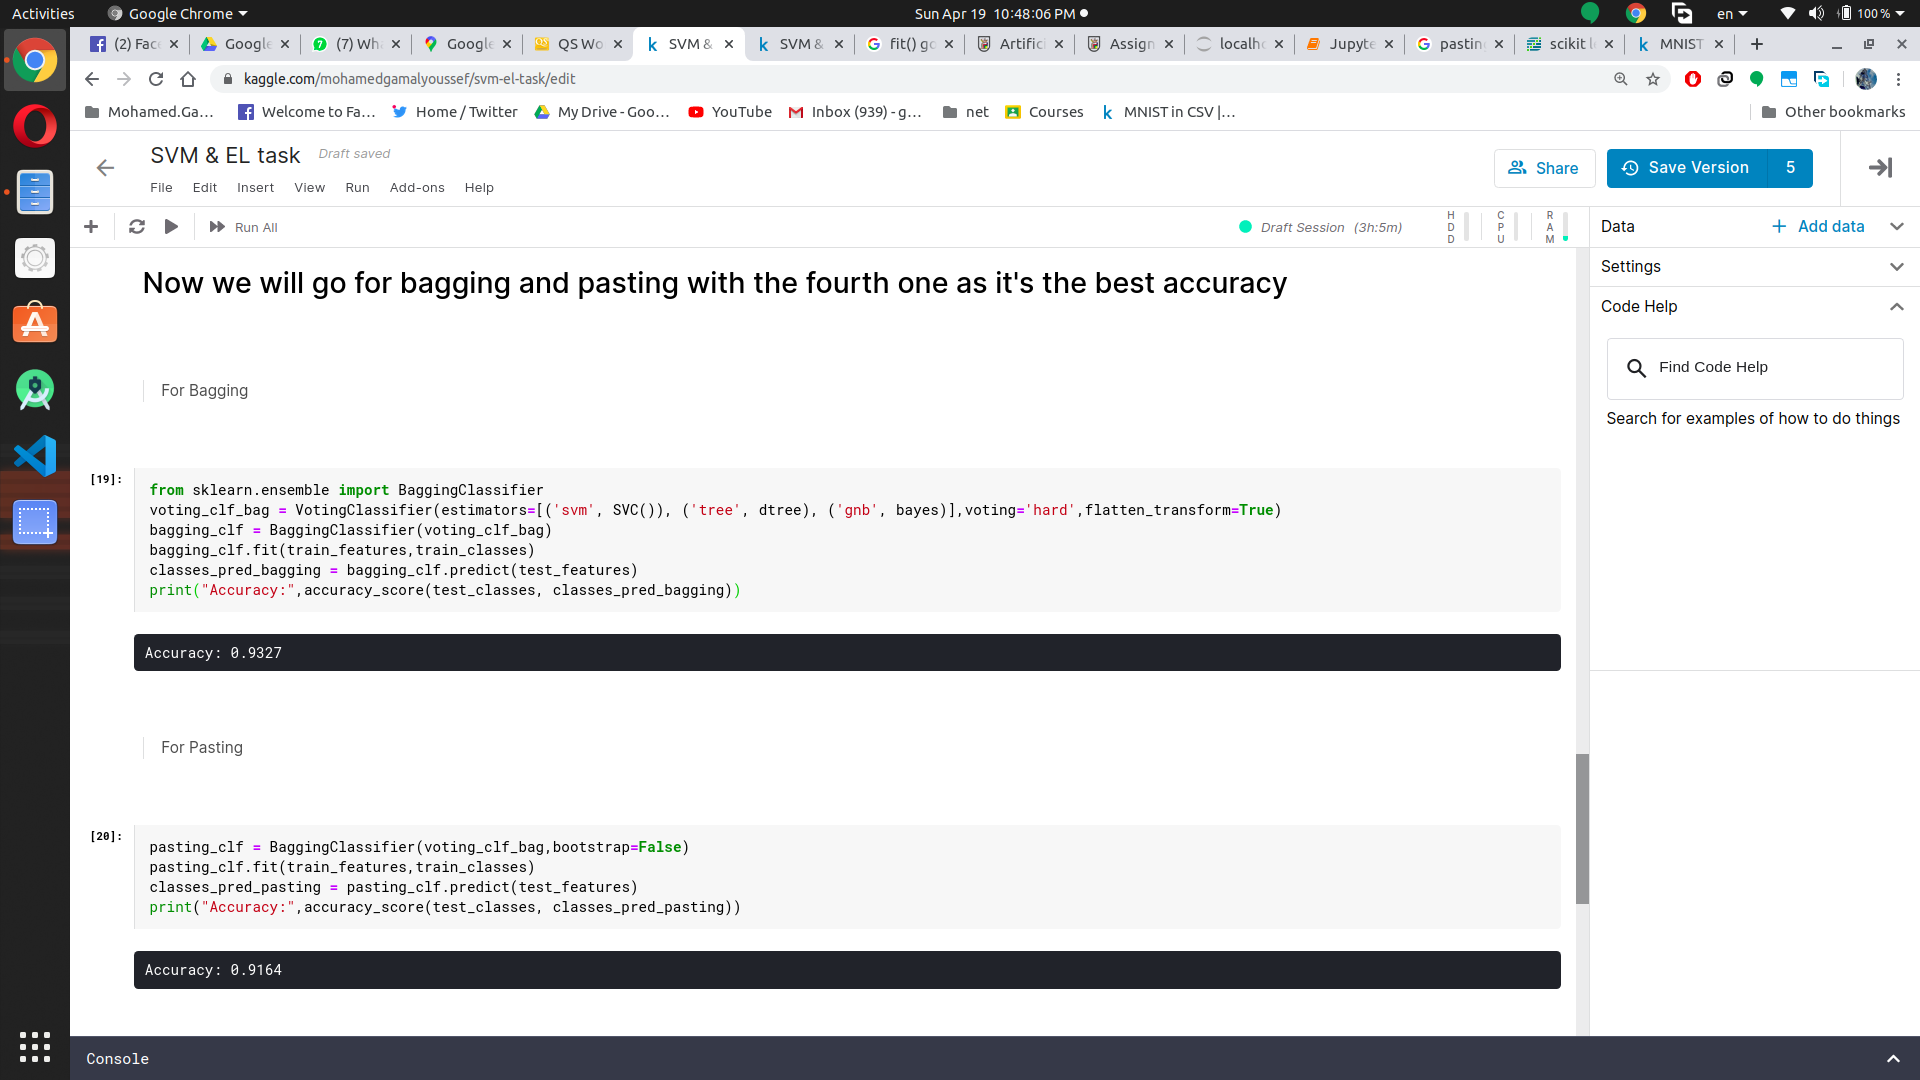 Activities
Google Chrome
Sun Apr 19 10:48:06 PM
en
100 %
(2) Fac
Google
(7) Wh
Google
QS Wo
SVM &
SVM &
fit() g
Artifici
Assign
localh
Jupyte
pastin
scikit l
MNIST
kaggle.com/mohamedgamalyoussef/svm-el-task/edit
Mohamed.Ga...
Welcome to Fa...
Home / Twitter
My Drive - Goo...
YouTube
Inbox (939) - g...
net
Courses
MNIST in CSV |...
Other bookmarks
SVM & EL task
Draft saved
File Edit Insert View Run Add-ons Help
Share
Save Version 5
Run All
Draft Session (3h:5m)
HDD
CPU
RAM
Data
Add data
Settings
Code Help
Find Code Help
Search for examples of how to do things
Now we will go for bagging and pasting with the fourth one as it's the best accuracy
For Bagging
[19]:
from sklearn.ensemble import BaggingClassifier
voting_clf_bag = VotingClassifier(estimators=[('svm', SVC()), ('tree', dtree), ('gnb', bayes)],voting='hard',flatten_transform=True)
bagging_clf = BaggingClassifier(voting_clf_bag)
bagging_clf.fit(train_features,train_classes)
classes_pred_bagging = bagging_clf.predict(test_features)
print("Accuracy:",accuracy_score(test_classes, classes_pred_bagging))
Accuracy: 0.9327
For Pasting
[20]:
pasting_clf = BaggingClassifier(voting_clf_bag,bootstrap=False)
pasting_clf.fit(train_features,train_classes)
classes_pred_pasting = pasting_clf.predict(test_features)
print("Accuracy:",accuracy_score(test_classes, classes_pred_pasting))
Accuracy: 0.9164
Console